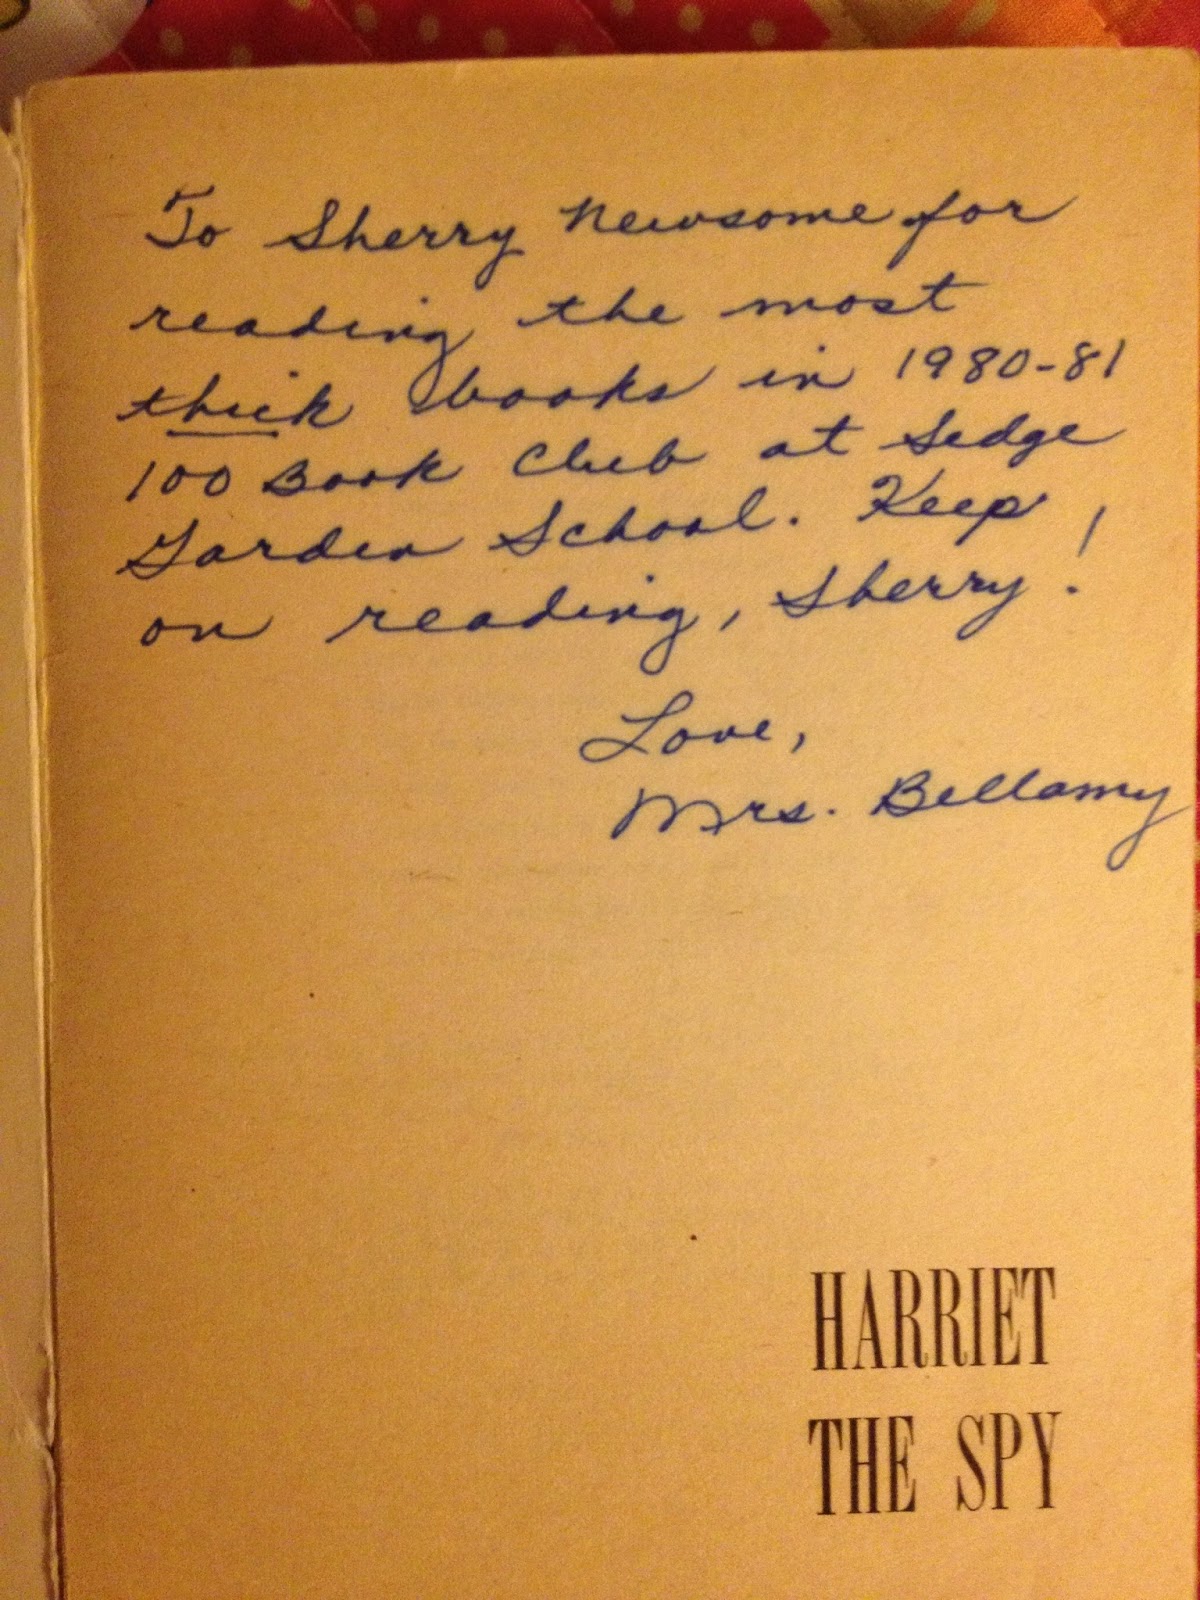 To Sherry Newsome for
reading the most
thick books in 1980-81
100 Book Club at Sedge
Garden School. Keep
on reading, Sherry!
Love,
Mrs. Bellamy
HARRIET
THE SPY